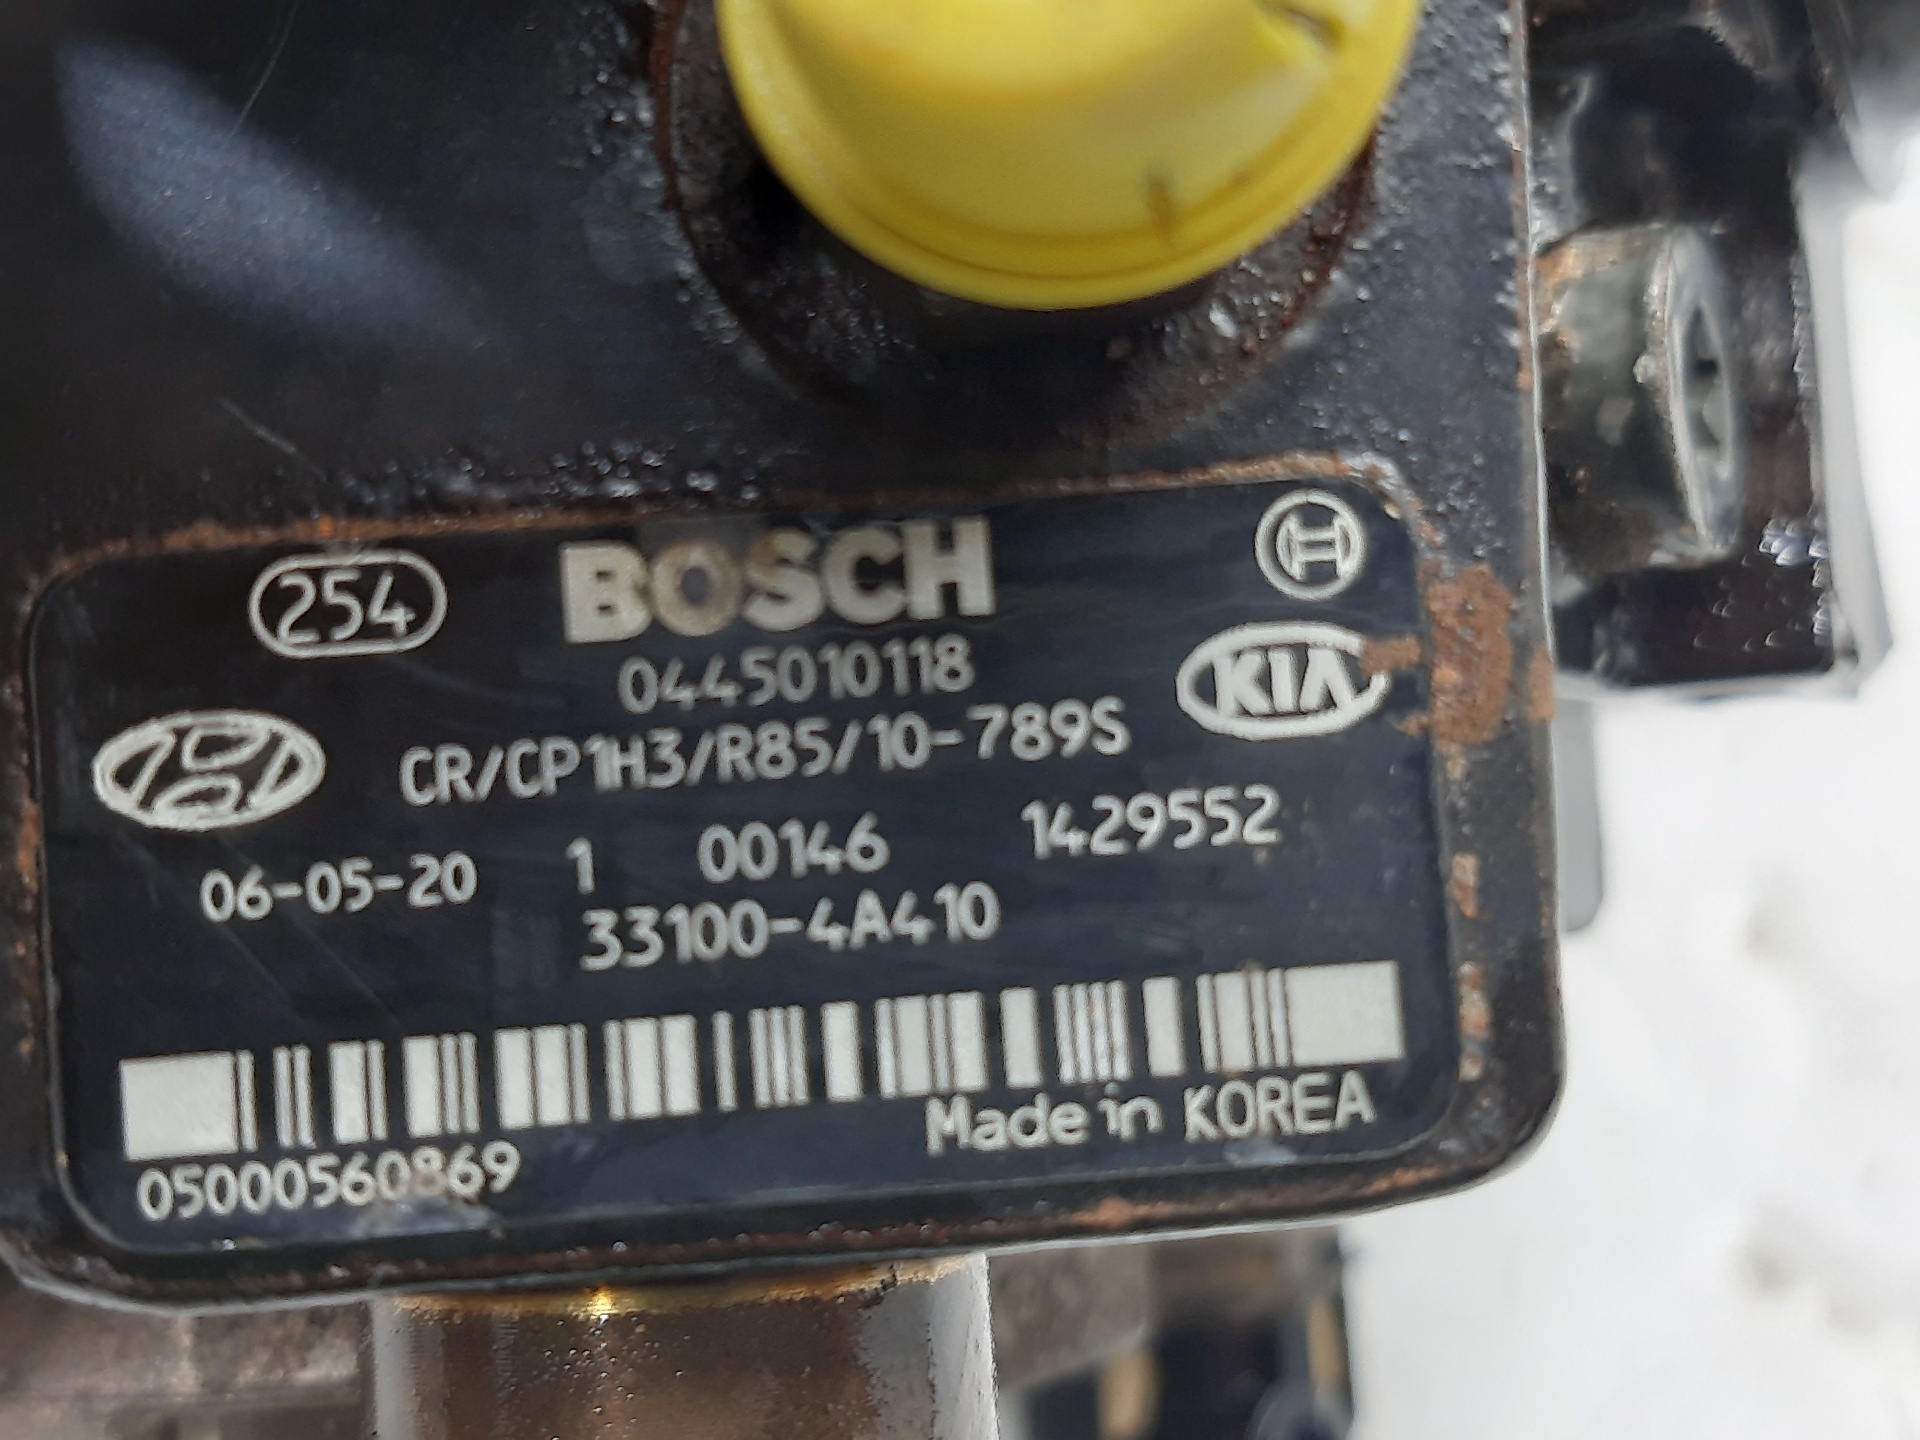 254 BOSCH
0445010118
KIA
CR/CP1H3/R85/10-789S
06-05-20 1 00146 1429552
33100-4A410
Made in KOREA
05000560869